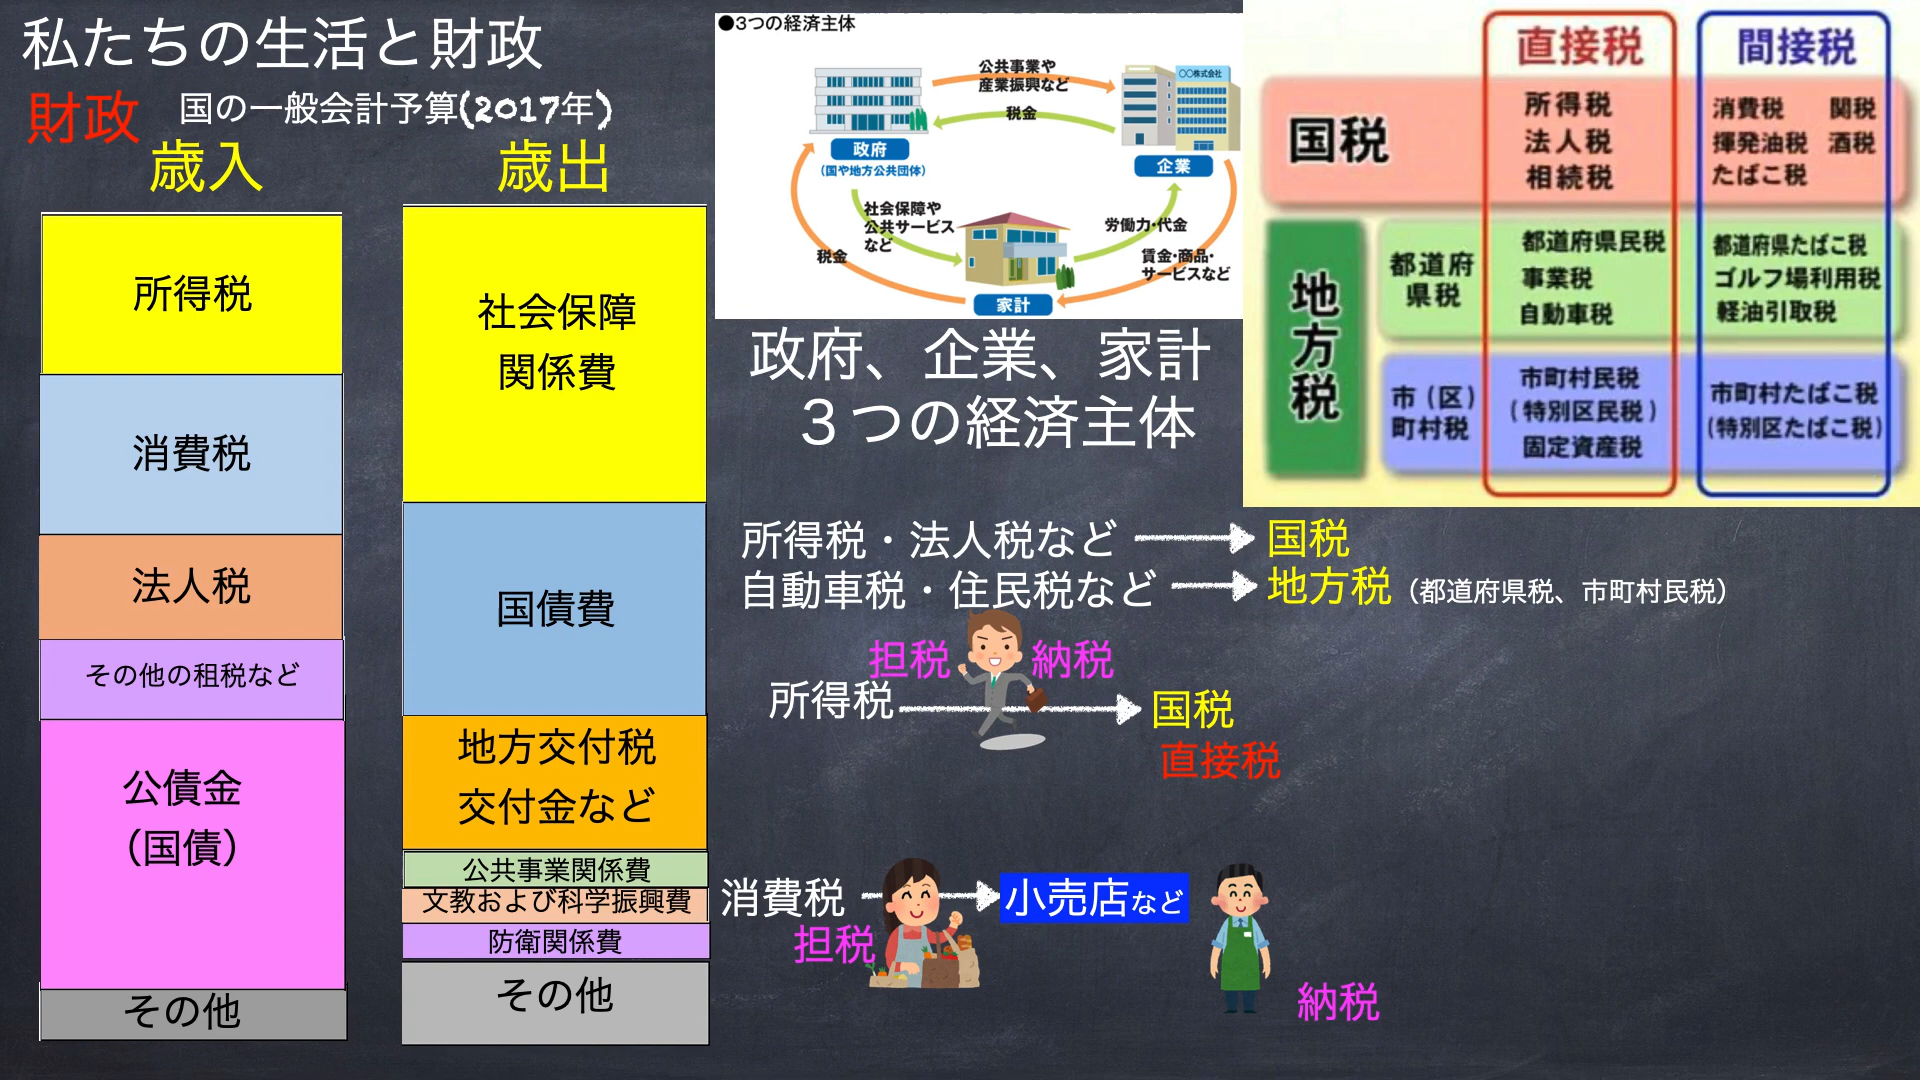 私たちの生活と財政
財政
国の一般会計予算(2017年)
歳入
歳出
所得税
消費税
法人税
その他の租税など
公債金
（国債）
その他
社会保障
関係費
国債費
地方交付税
交付金など
公共事業関係費
文教および科学振興費
防衛関係費
その他
●3つの経済主体
公共事業や
産業振興など
税金
〇〇株式会社
政府
(国や地方公共団体)
企業
社会保障や
公共サービス
など
労働力・代金
税金
賃金・商品・
サービスなど
家計
政府、企業、家計
３つの経済主体
直接税
間接税
国税
所得税
法人税
相続税
消費税 関税
揮発油税 酒税
たばこ税
地方税
都道府
県税
都道府県民税
事業税
自動車税
都道府県たばこ税
ゴルフ場利用税
軽油引取税
市（区）
町村税
市町村民税
(特別区民税)
固定資産税
市町村たばこ税
(特別区たばこ税)
所得税・法人税など
国税
自動車税・住民税など
地方税（都道府県税、市町村民税）
担税
納税
所得税
国税
直接税
消費税
小売店など
担税
納税